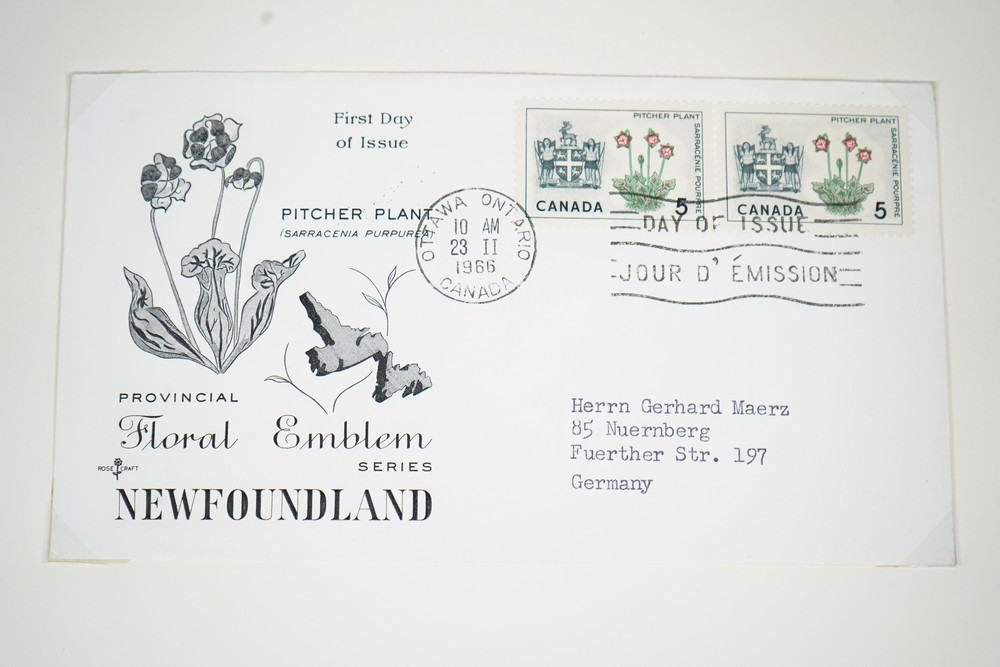 First Day
of Issue
PITCHER PLANT
(SARRACENIA PURPUREA)
OTTAWA ONTARIO
10 AM
23 II
1966
CANADA
PITCHER PLANT
SARRACÉNIE POURPRE
CANADA 5
PITCHER PLANT
SARRACÉNIE POURPRE
CANADA 5
DAY OF ISSUE
JOUR D' ÉMISSION
PROVINCIAL
Floral Emblem
SERIES
ROSE CRAFT
NEWFOUNDLAND
Herrn Gerhard Maerz
85 Nuernberg
Fuerther Str. 197
Germany